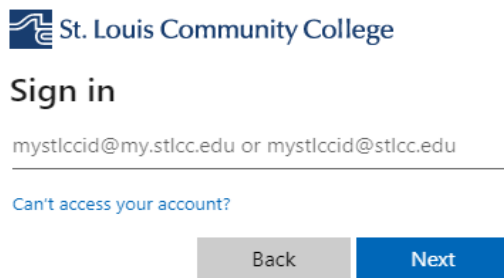 St. Louis Community College
Sign in
mystlccid@my.stlcc.edu or mystlccid@stlcc.edu
Can't access your account?
Back Next